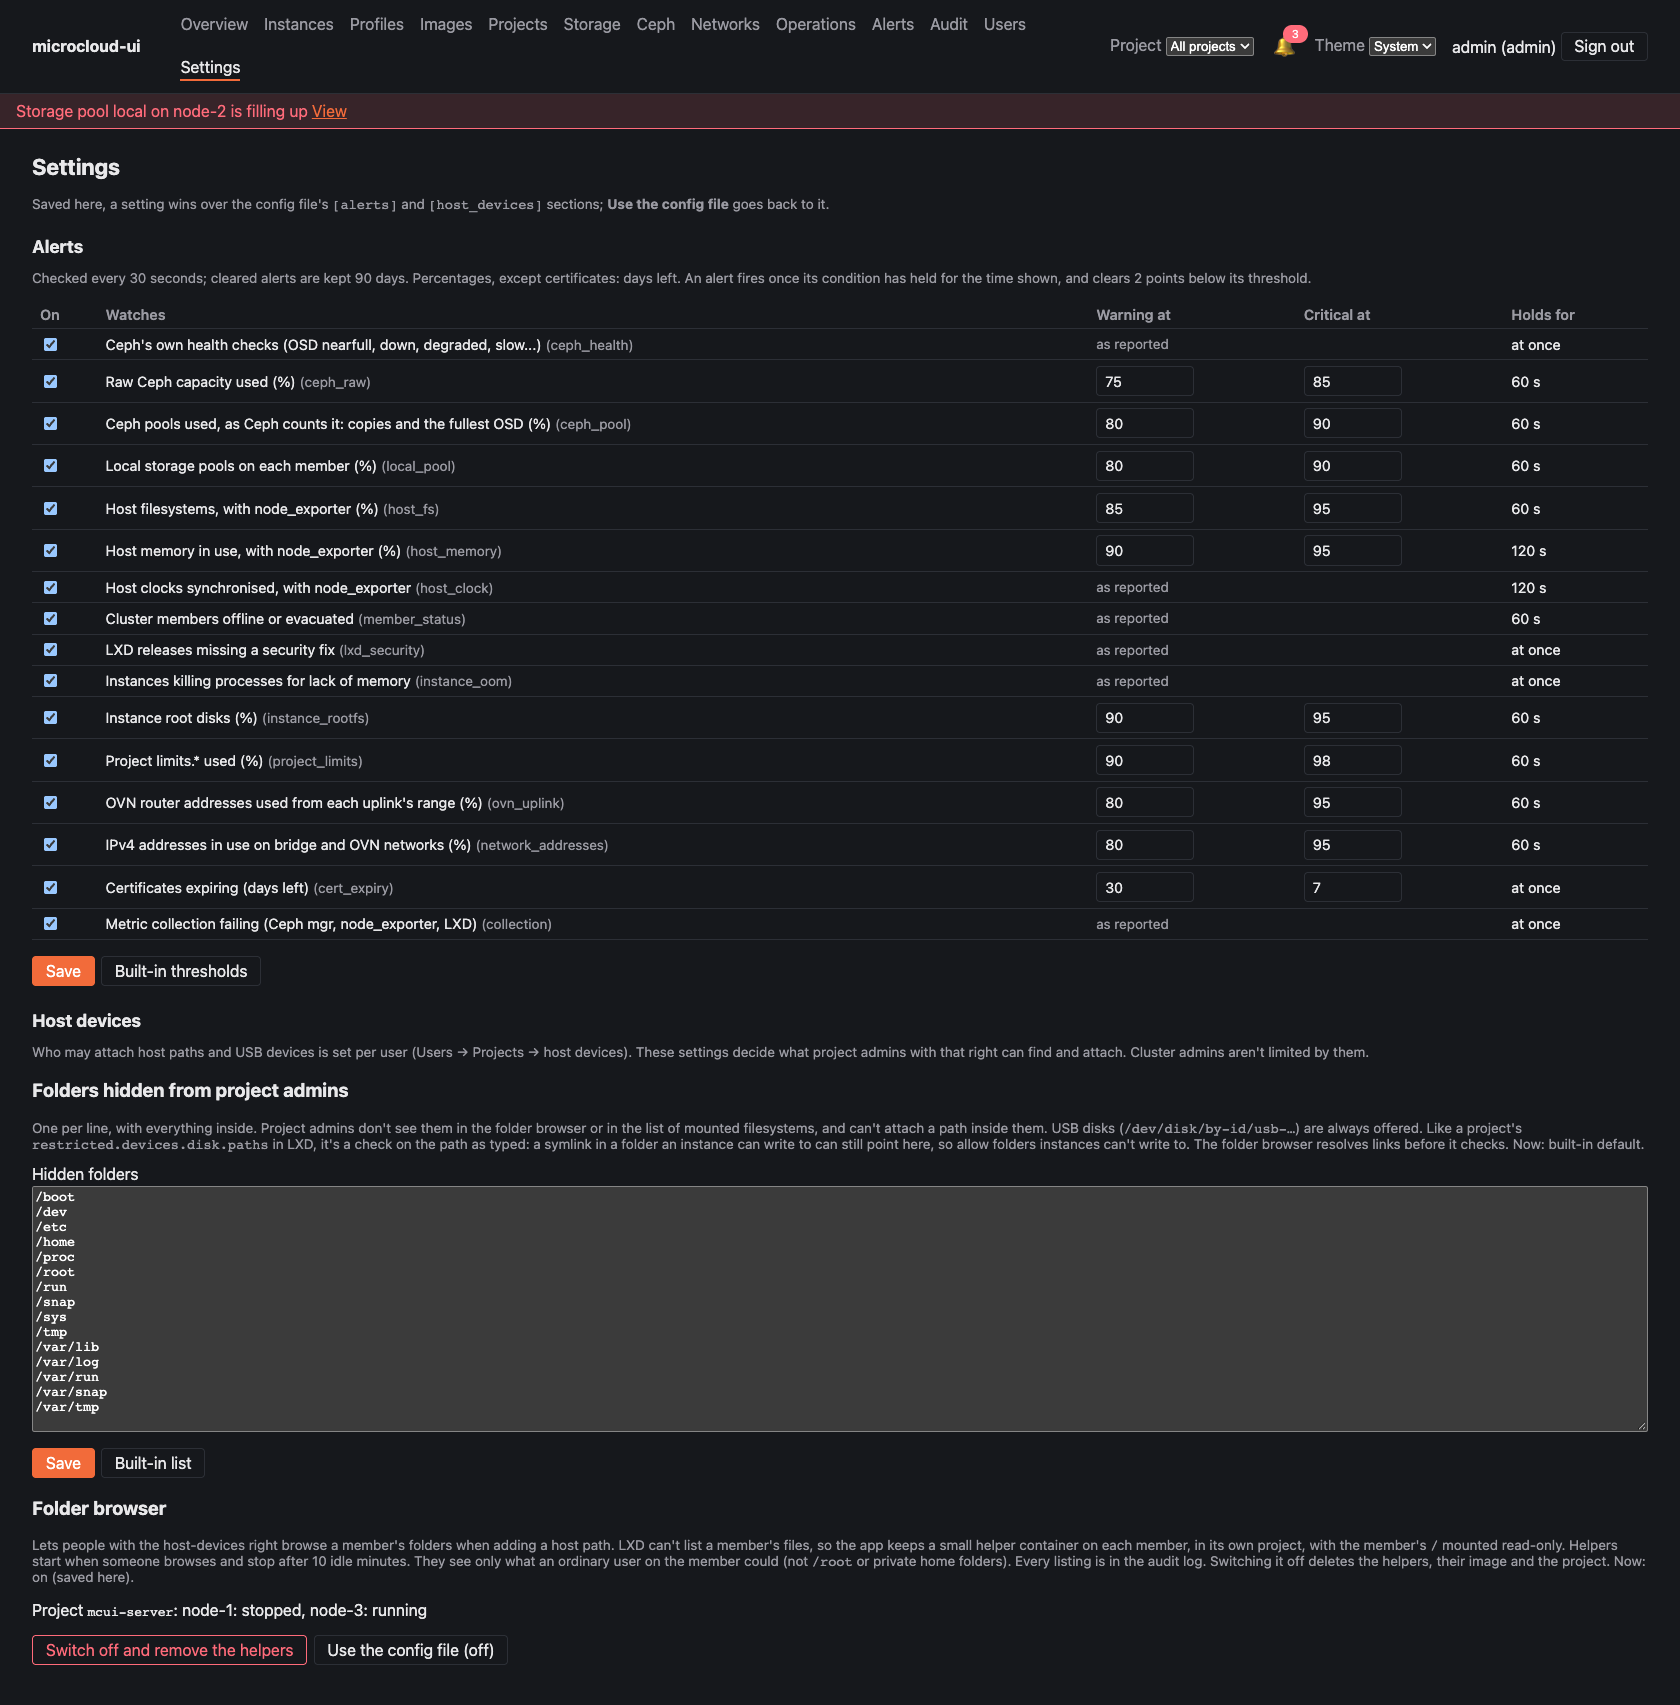 microcloud-ui
Overview Instances Profiles Images Projects Storage Ceph Networks Operations Alerts Audit Users
Settings
Project All projects 3 Theme System admin (admin) Sign out
Storage pool local on node-2 is filling up View
Settings
Saved here, a setting wins over the config file's [alerts] and [host_devices] sections; Use the config file goes back to it.
Alerts
Checked every 30 seconds; cleared alerts are kept 90 days. Percentages, except certificates: days left. An alert fires once its condition has held for the time shown, and clears 2 points below its threshold.
On Watches Warning at Critical at Holds for
Ceph's own health checks (OSD nearfull, down, degraded, slow...) (ceph_health) as reported at once
Raw Ceph capacity used (%) (ceph_raw) 75 85 60 s
Ceph pools used, as Ceph counts it: copies and the fullest OSD (%) (ceph_pool) 80 90 60 s
Local storage pools on each member (%) (local_pool) 80 90 60 s
Host filesystems, with node_exporter (%) (host_fs) 85 95 60 s
Host memory in use, with node_exporter (%) (host_memory) 90 95 120 s
Host clocks synchronised, with node_exporter (host_clock) as reported 120 s
Cluster members offline or evacuated (member_status) as reported 60 s
LXD releases missing a security fix (lxd_security) as reported at once
Instances killing processes for lack of memory (instance_oom) as reported at once
Instance root disks (%) (instance_rootfs) 90 95 60 s
Project limits.* used (%) (project_limits) 90 98 60 s
OVN router addresses used from each uplink's range (%) (ovn_uplink) 80 95 60 s
IPv4 addresses in use on bridge and OVN networks (%) (network_addresses) 80 95 60 s
Certificates expiring (days left) (cert_expiry) 30 7 at once
Metric collection failing (Ceph mgr, node_exporter, LXD) (collection) as reported at once
Save Built-in thresholds
Host devices
Who may attach host paths and USB devices is set per user (Users → Projects → host devices). These settings decide what project admins with that right can find and attach. Cluster admins aren't limited by them.
Folders hidden from project admins
One per line, with everything inside. Project admins don't see them in the folder browser or in the list of mounted filesystems, and can't attach a path inside them. USB disks (/dev/disk/by-id/usb-…) are always offered. Like a project's
restricted.devices.disk.paths in LXD, it's a check on the path as typed: a symlink in a folder an instance can write to can still point here, so allow folders instances can't write to. The folder browser resolves links before it checks. Now: built-in default.
Hidden folders
/boot
/dev
/etc
/home
/proc
/root
/run
/snap
/sys
/tmp
/var/lib
/var/log
/var/run
/var/snap
/var/tmp
Save Built-in list
Folder browser
Lets people with the host-devices right browse a member's folders when adding a host path. LXD can't list a member's files, so the app keeps a small helper container on each member, in its own project, with the member's / mounted read-only. Helpers
start when someone browses and stop after 10 idle minutes. They see only what an ordinary user on the member could (not /root or private home folders). Every listing is in the audit log. Switching it off deletes the helpers, their image and the project. Now:
on (saved here).
Project mcui-server: node-1: stopped, node-3: running
Switch off and remove the helpers Use the config file (off)